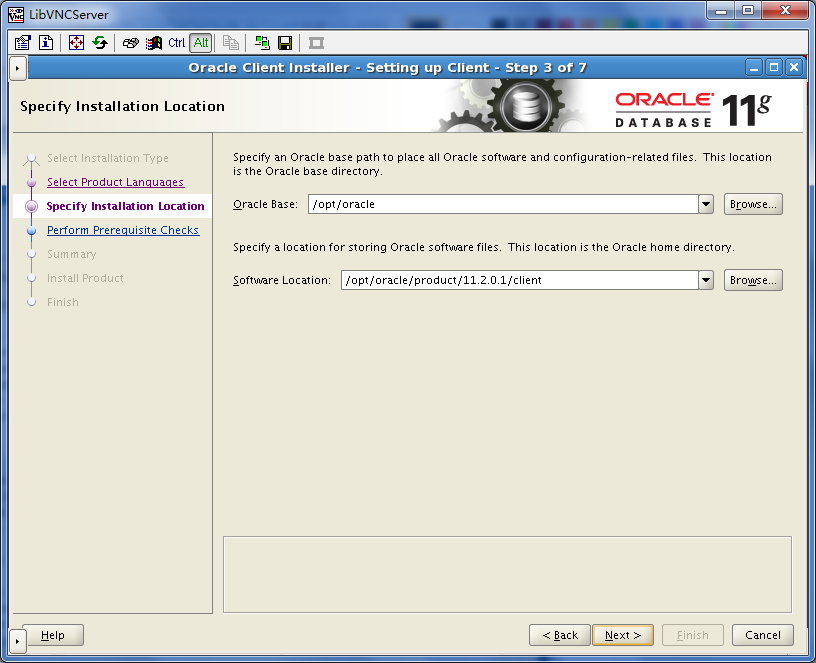 LibVNCServer
Ctrl Alt
Oracle Client Installer - Setting up Client - Step 3 of 7
Specify Installation Location
ORACLE
DATABASE
11g
Select Installation Type
Select Product Languages
Specify Installation Location
Perform Prerequisite Checks
Summary
Install Product
Finish
Specify an Oracle base path to place all Oracle software and configuration-related files. This location
is the Oracle base directory.
Oracle Base: /opt/oracle Browse...
Specify a location for storing Oracle software files. This location is the Oracle home directory.
Software Location: /opt/oracle/product/11.2.0.1/client Browse...
Help < Back Next > Finish Cancel